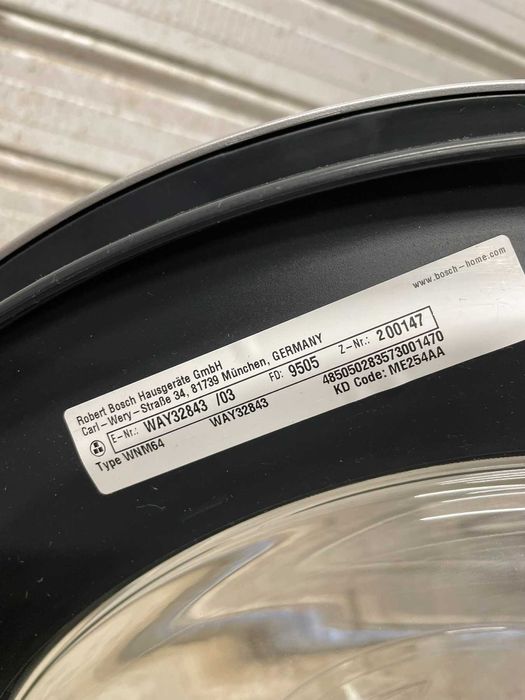 www.bosch-home.com
Robert Bosch Hausgeräte GmbH
Carl-Wery-Straße 34, 81739 München, GERMANY
E-Nr.: WAY32843 /03 FD: 9505 Z-Nr.: 200147
Type WNM64 WAY32843 485050283573001470
KD Code: ME254AA